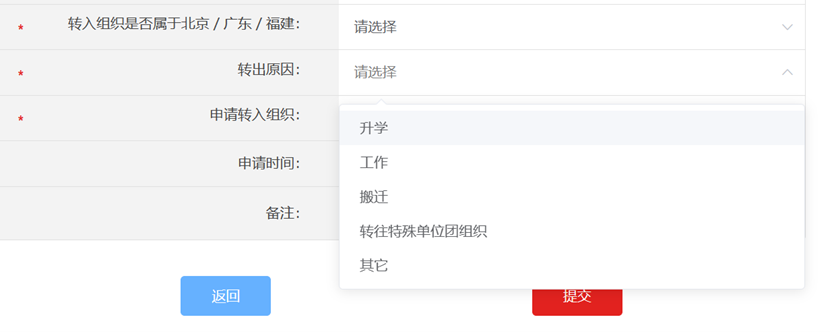 * 转入组织是否属于北京 / 广东 / 福建： 请选择
* 转出原因： 请选择
* 申请转入组织：
升学
申请时间：
工作
搬迁
备注：
转往特殊单位团组织
其它
返回 提交